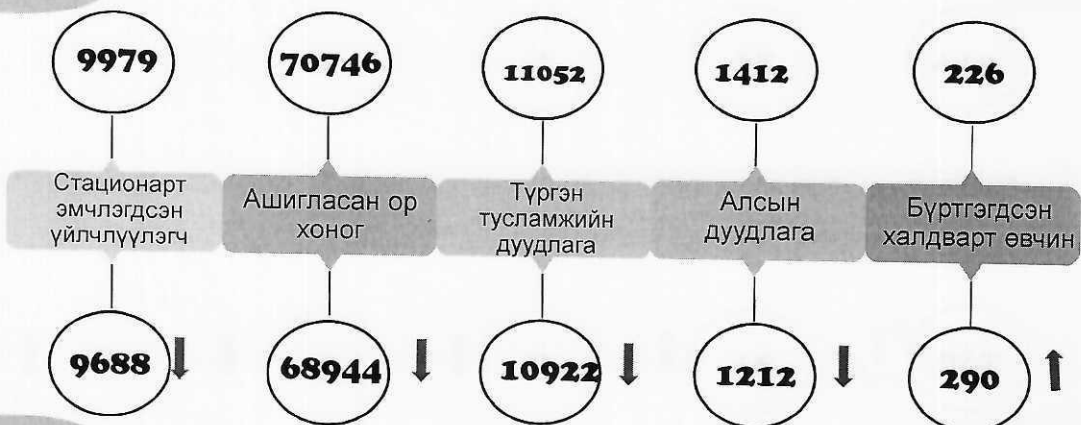 9979
70746
11052
1412
226
Стационарт
эмчлэгдсэн
үйлчлүүлэгч
Ашигласан ор
хоног
Түргэн
тусламжийн
дуудлага
Алсын
дуудлага
Бүртгэгдсэн
халдварт өвчин
9688
68944
10922
1212
290